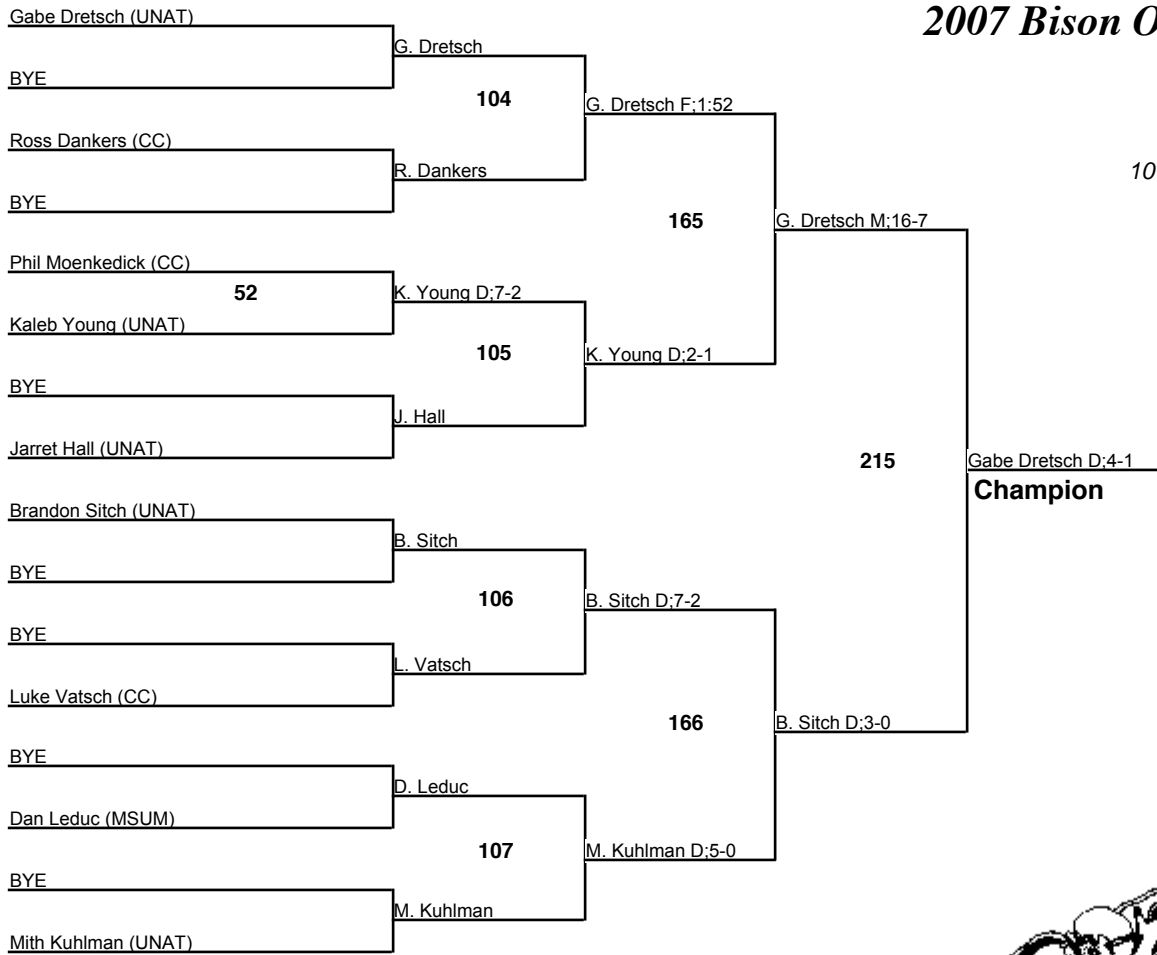 2007 Bison O
10
Gabe Dretsch (UNAT)
BYE
Ross Dankers (CC)
BYE
Phil Moenkedick (CC)
52
Kaleb Young (UNAT)
BYE
Jarret Hall (UNAT)
Brandon Sitch (UNAT)
BYE
BYE
Luke Vatsch (CC)
BYE
Dan Leduc (MSUM)
BYE
Mith Kuhlman (UNAT)
G. Dretsch
104
R. Dankers
K. Young D;7-2
105
J. Hall
B. Sitch
106
L. Vatsch
D. Leduc
107
M. Kuhlman
G. Dretsch F;1:52
165
K. Young D;2-1
B. Sitch D;7-2
166
M. Kuhlman D;5-0
G. Dretsch M;16-7
215
B. Sitch D;3-0
Gabe Dretsch D;4-1
Champion